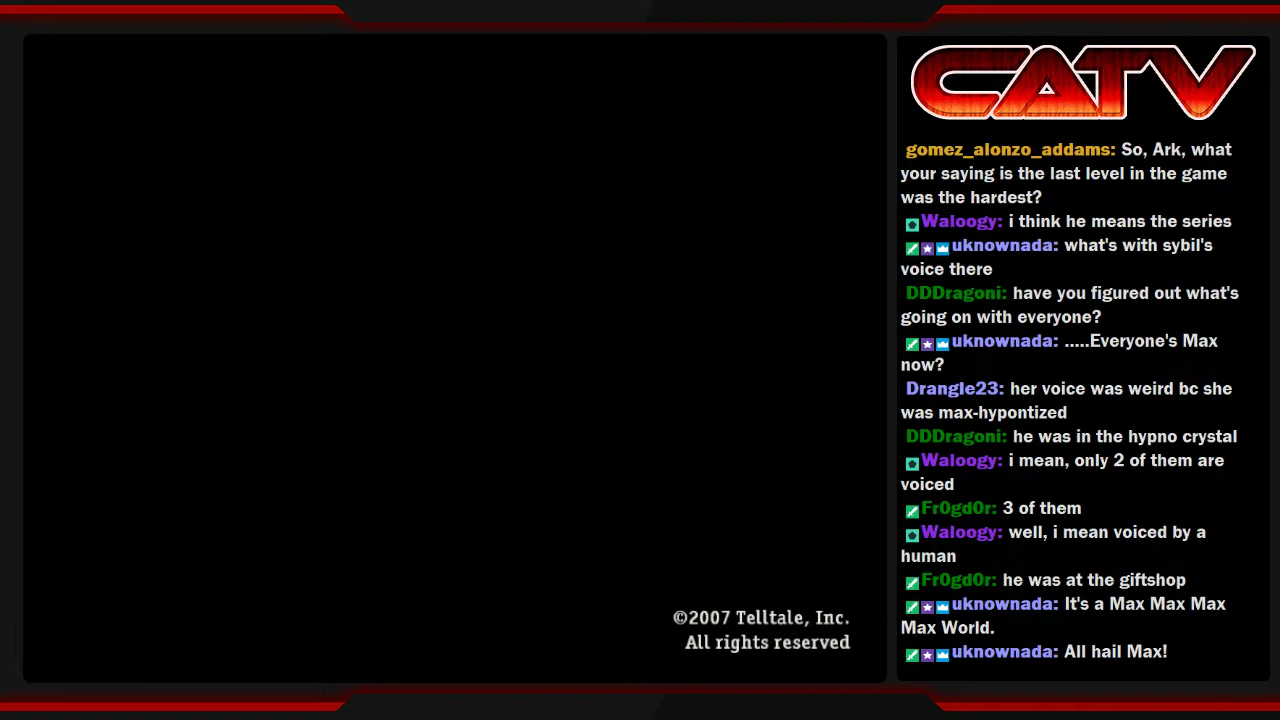 ©2007 Telltale, Inc.
All rights reserved
CATV
gomez_alonzo_addams: So, Ark, what
your saying is the last level in the game
was the hardest?
Waloogy: i think he means the series
uknownada: what's with sybil's
voice there
DDDragoni: have you figured out what's
going on with everyone?
uknownada: .....Everyone's Max
now?
Drangle23: her voice was weird bc she
was max-hypontized
DDDragoni: he was in the hypno crystal
Waloogy: i mean, only 2 of them are
voiced
Fr0gd0r: 3 of them
Waloogy: well, i mean voiced by a
human
Fr0gd0r: he was at the giftshop
uknownada: It's a Max Max Max
Max World.
uknownada: All hail Max!